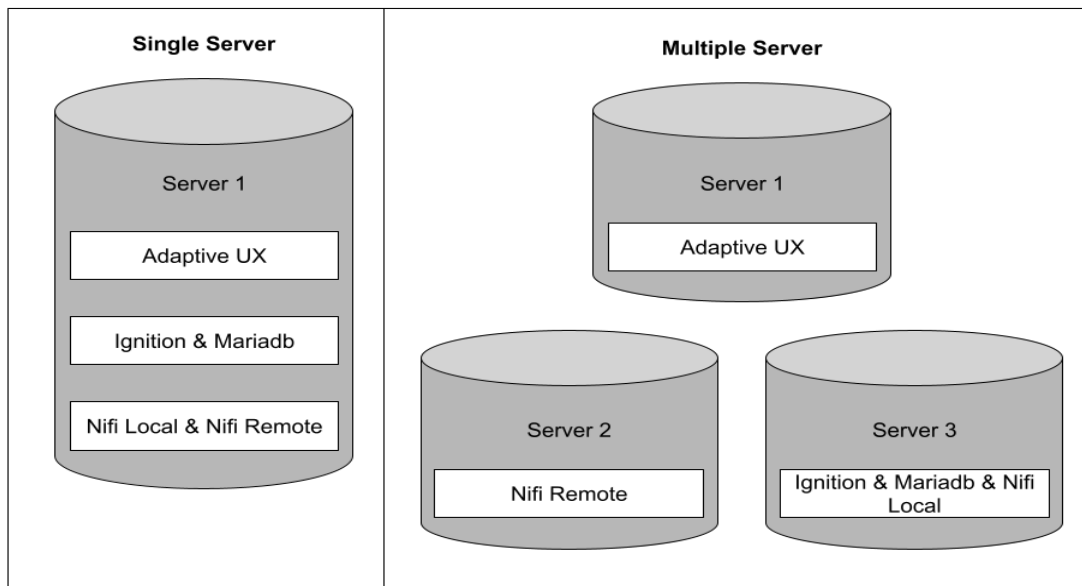 Single Server
Server 1
Adaptive UX
Ignition & Mariadb
Nifi Local & Nifi Remote
Multiple Server
Server 1
Adaptive UX
Server 2
Nifi Remote
Server 3
Ignition & Mariadb & Nifi
Local